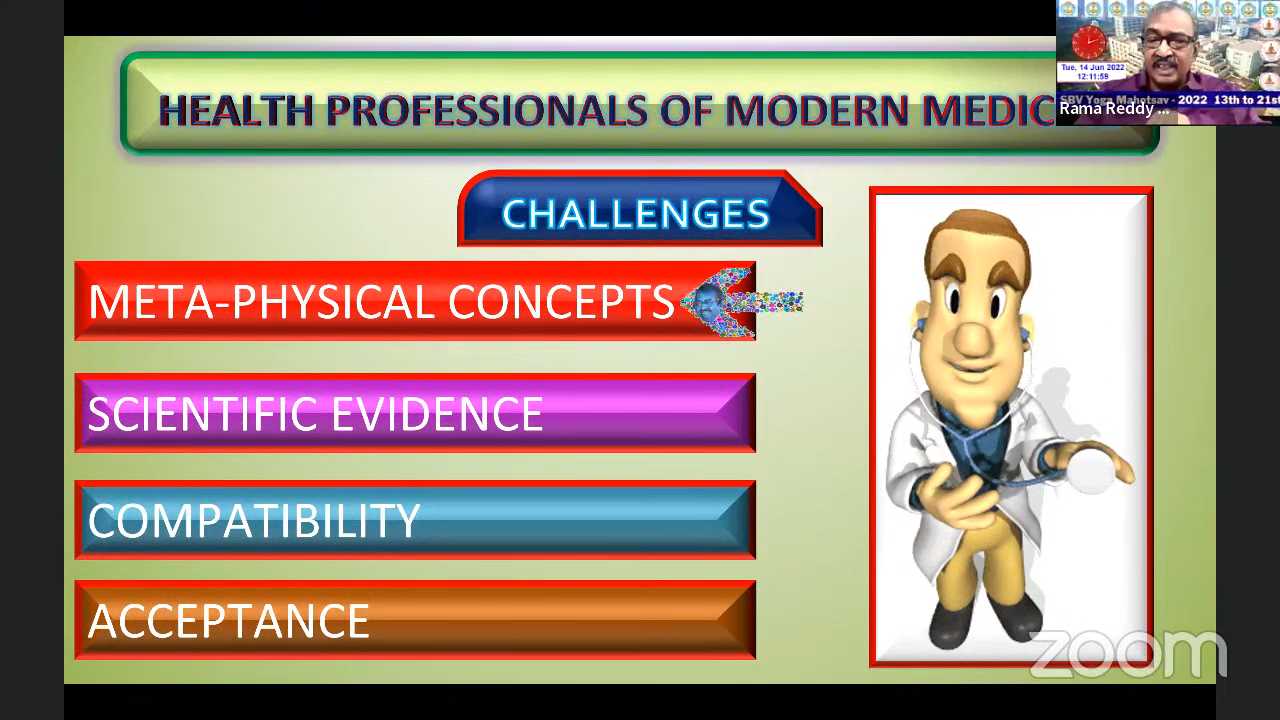 HEALTH PROFESSIONALS OF MODERN MEDIC
Tue, 14 Jun 2022
12:11:59
SBV Yoga Mahotsav - 2022 13th to 21st
Rama Reddy ...
CHALLENGES
META-PHYSICAL CONCEPTS
SCIENTIFIC EVIDENCE
COMPATIBILITY
ACCEPTANCE
zoom